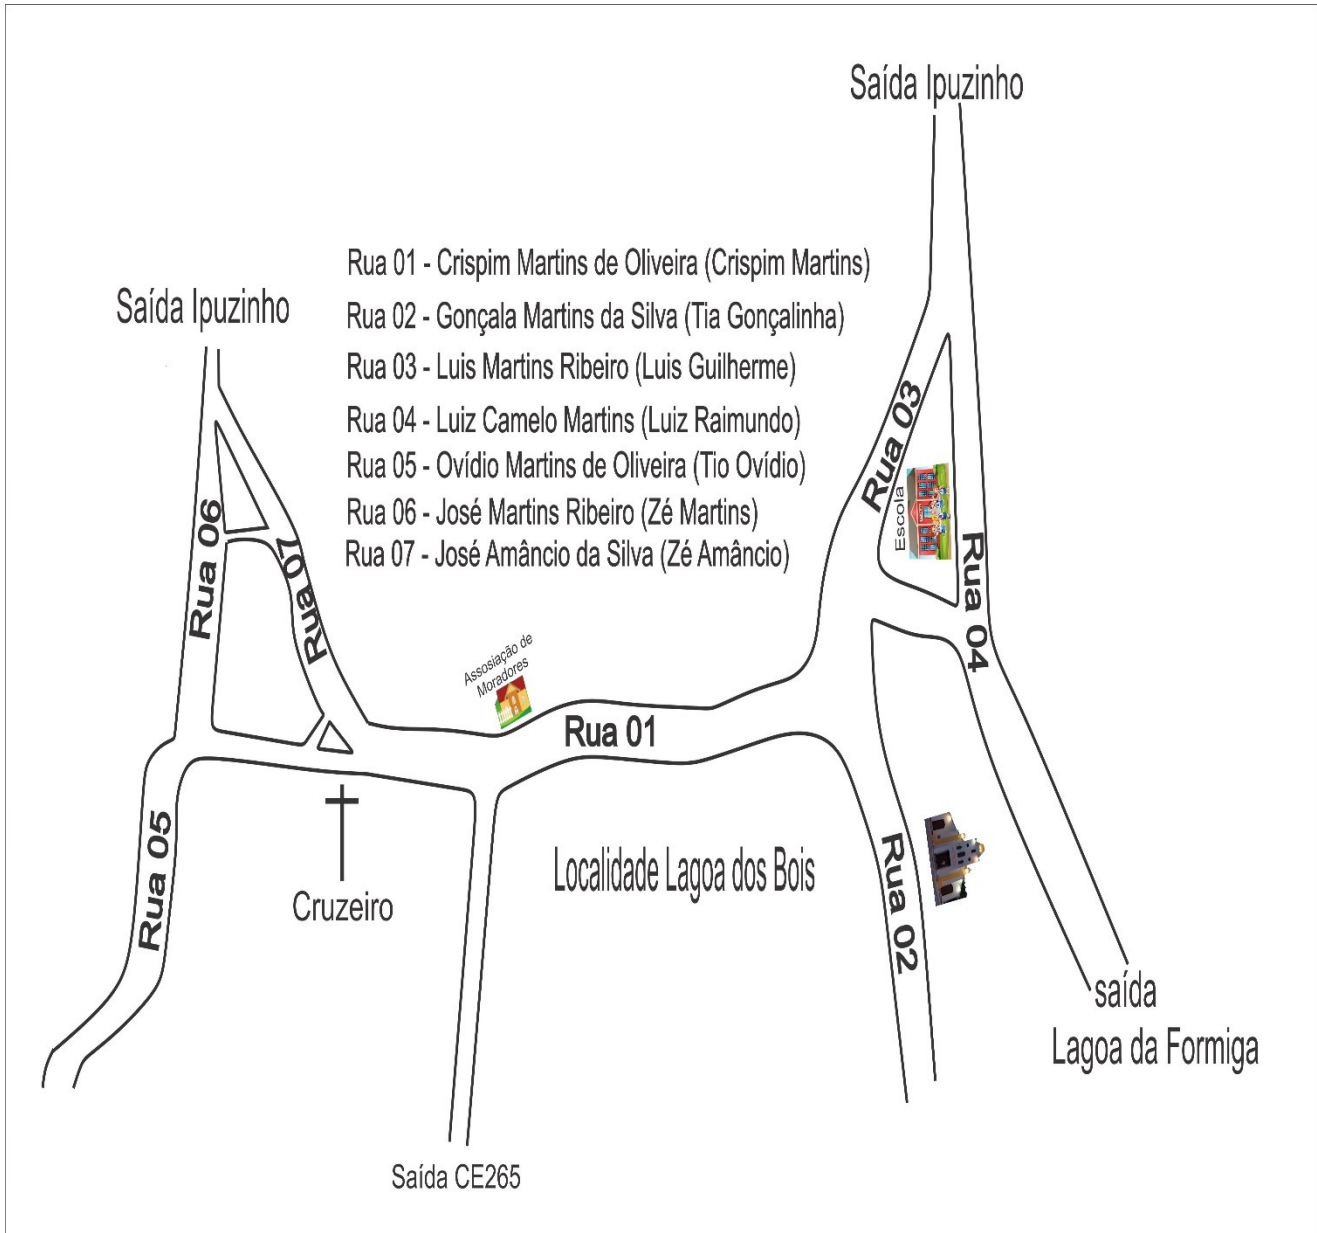 Saída Ipuzinho
Rua 01 - Crispim Martins de Oliveira (Crispim Martins)
Saída Ipuzinho
Rua 02 - Gonçala Martins da Silva (Tia Gonçalinha)
Rua 03 - Luis Martins Ribeiro (Luis Guilherme)
Rua 04 - Luiz Camelo Martins (Luiz Raimundo)
Rua 05 - Ovídio Martins de Oliveira (Tio Ovídio)
Rua 06 - José Martins Ribeiro (Zé Martins)
Rua 07 - José Amâncio da Silva (Zé Amâncio)
Rua 03
Escola
Rua 04
Rua 06
Rua 07
Assosiação de
Moradores
Rua 01
Rua 05
Cruzeiro
Localidade Lagoa dos Bois
Rua 02
saída
Lagoa da Formiga
Saída CE265